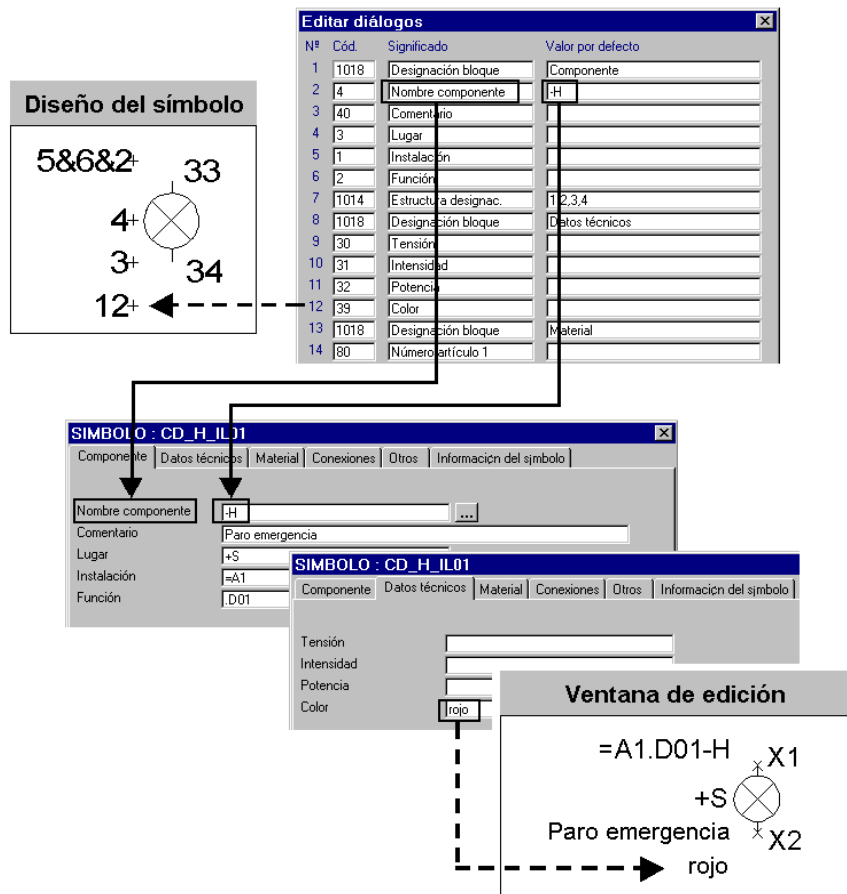 Editar diálogos
Nº Cód. Significado Valor por defecto
1 1018 Designación bloque Componente
2 4 Nombre componente -H
3 40 Comentario
4 3 Lugar
5 1 Instalación
6 2 Función
7 1014 Estructura designac. 1,2,3,4
8 1018 Designación bloque Datos técnicos
9 30 Tensión
10 31 Intensidad
11 32 Potencia
12 39 Color
13 1018 Designación bloque Material
14 80 Número artículo 1
Diseño del símbolo
5&6&2
33
4
3
34
12
SIMBOLO : CD_H_IL01
Componente Datos técnicos Material Conexiones Otros Información del símbolo
Nombre componente -H ...
Comentario Paro emergencia
Lugar +S
Instalación =A1
Función .D01
SIMBOLO : CD_H_IL01
Componente Datos técnicos Material Conexiones Otros Información del símbolo
Tensión
Intensidad
Potencia
Color rojo
Ventana de edición
=A1.D01-H
X1
+S
Paro emergencia
X2
rojo